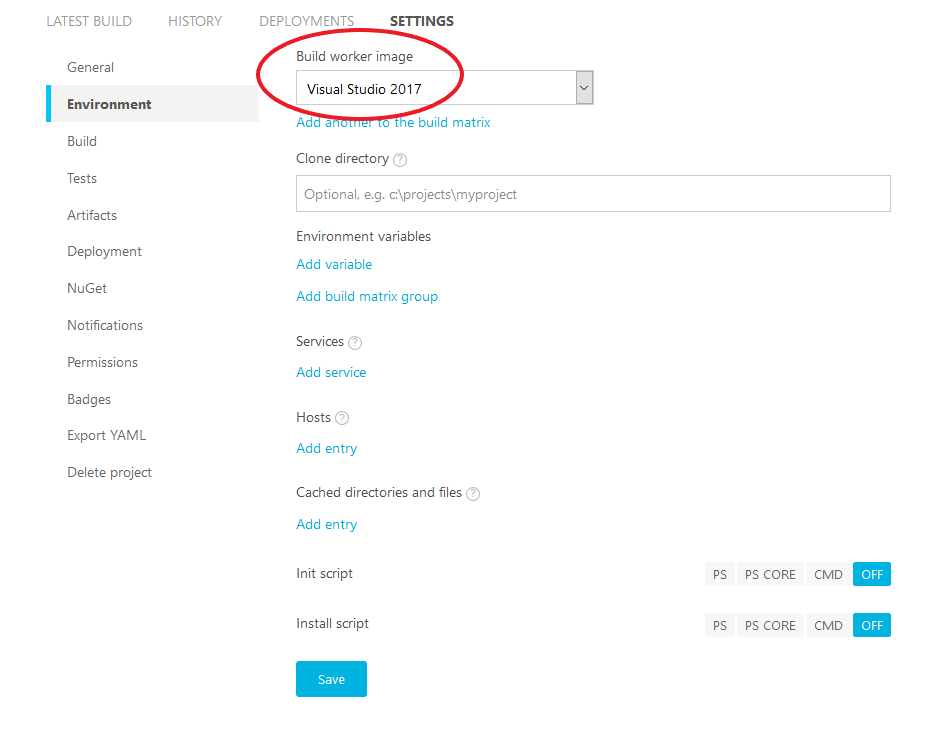 LATEST BUILD HISTORY DEPLOYMENTS SETTINGS
General
Environment
Build
Tests
Artifacts
Deployment
NuGet
Notifications
Permissions
Badges
Export YAML
Delete project
Build worker image
Visual Studio 2017
Add another to the build matrix
Clone directory ?
Optional, e.g. c:\projects\myproject
Environment variables
Add variable
Add build matrix group
Services ?
Add service
Hosts ?
Add entry
Cached directories and files ?
Add entry
Init script PS PS CORE CMD OFF
Install script PS PS CORE CMD OFF
Save